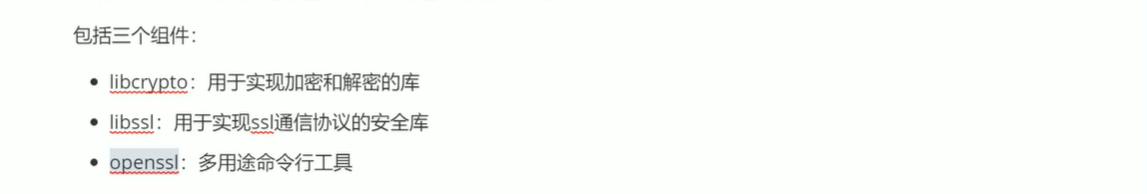 包括三个组件：
• libcrypto：用于实现加密和解密的库
• libssl：用于实现ssl通信协议的安全库
• openssl：多用途命令行工具